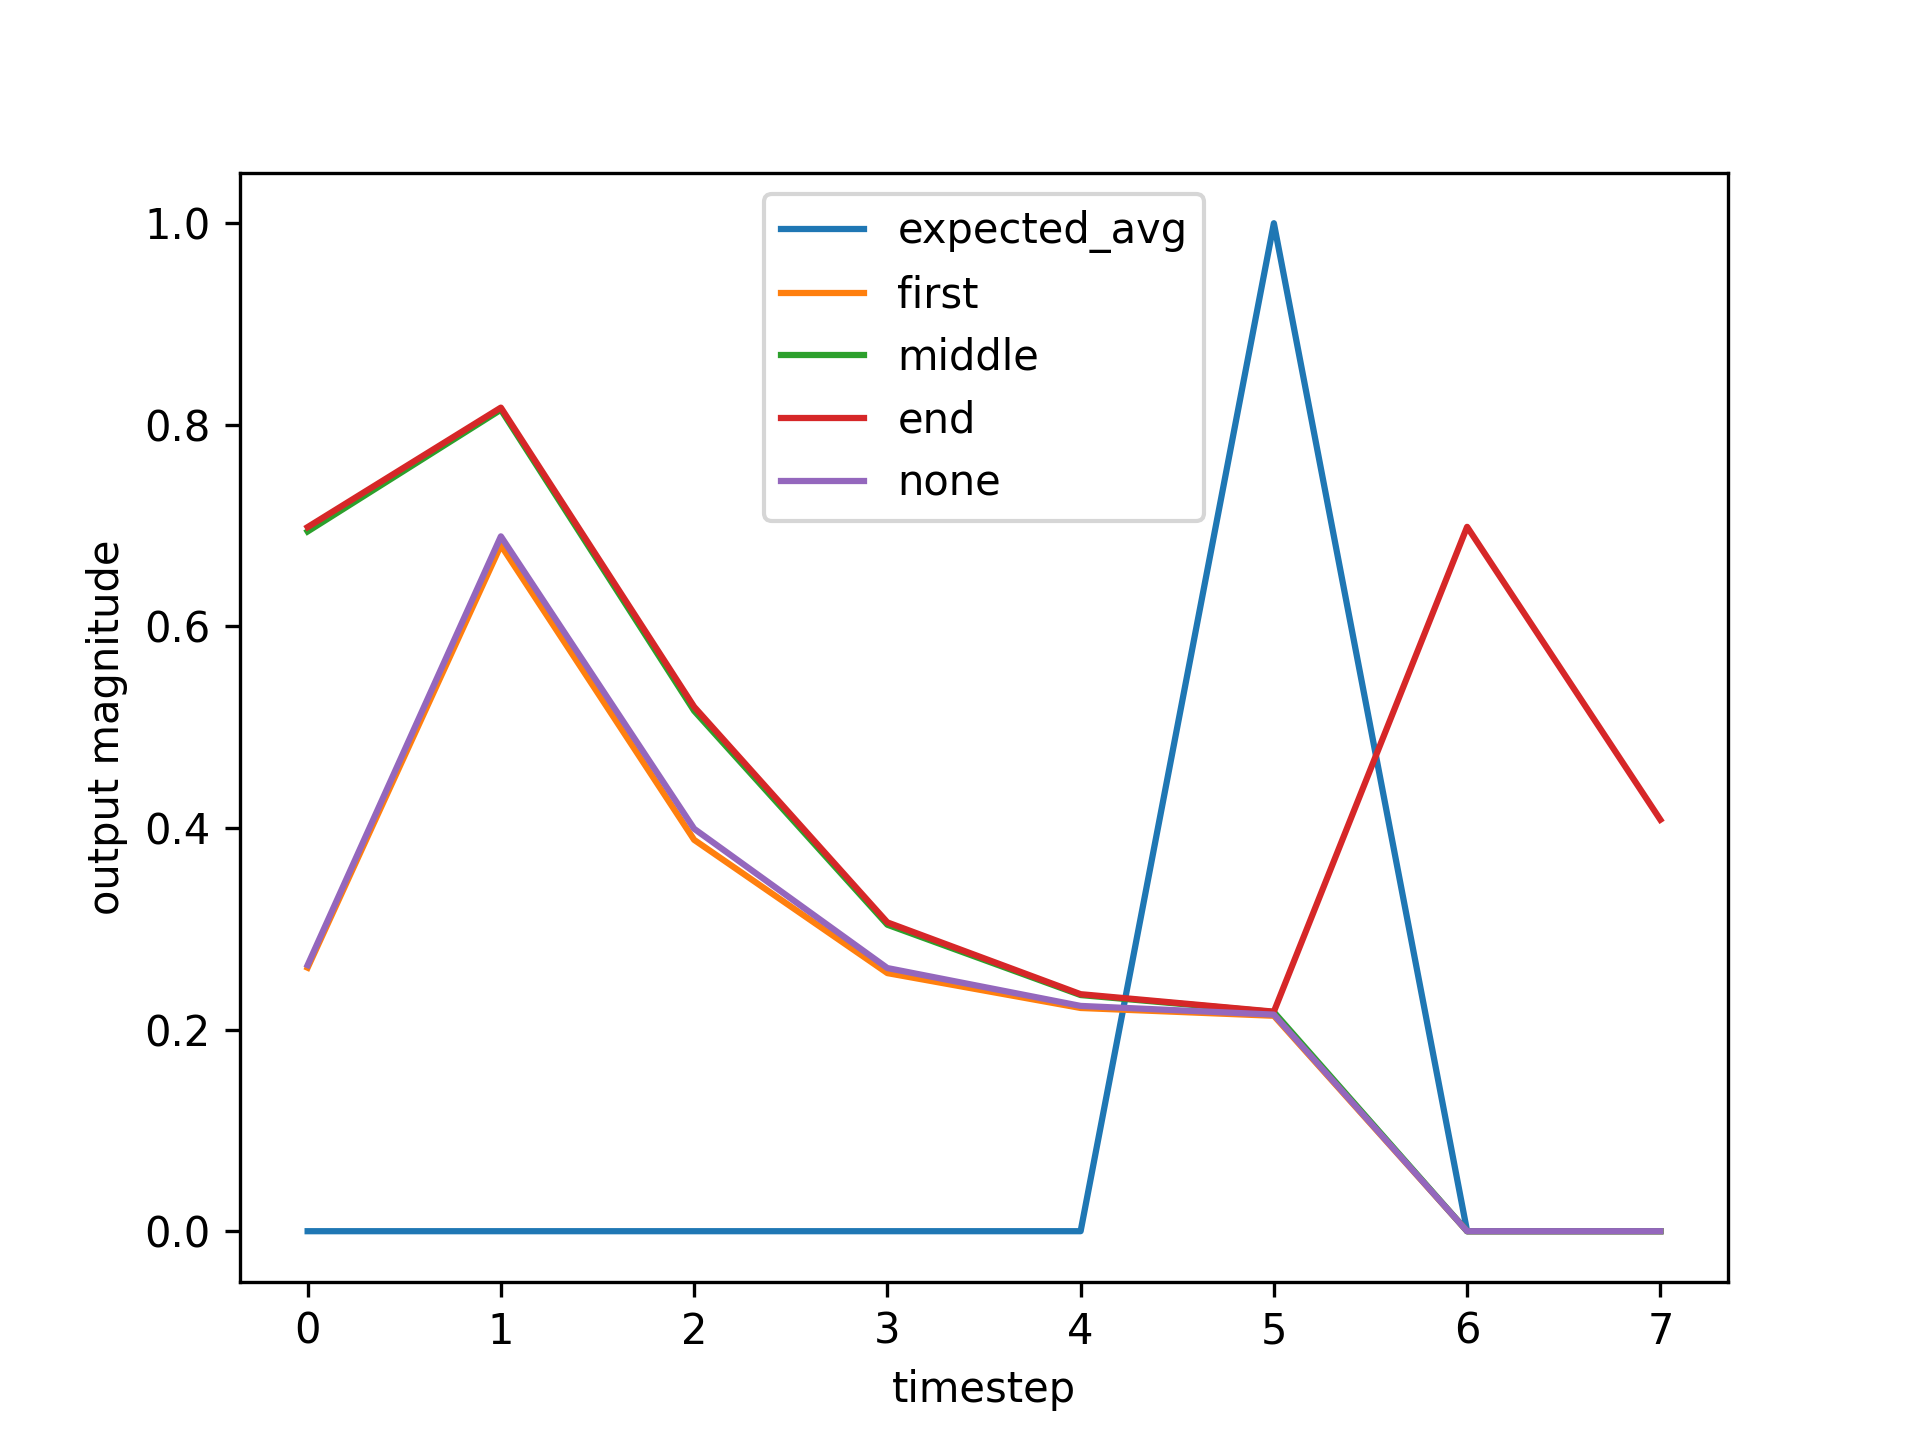 expected_avg
first
middle
end
none
output magnitude
1.0
0.8
0.6
0.4
0.2
0.0
0 1 2 3 4 5 6 7
timestep